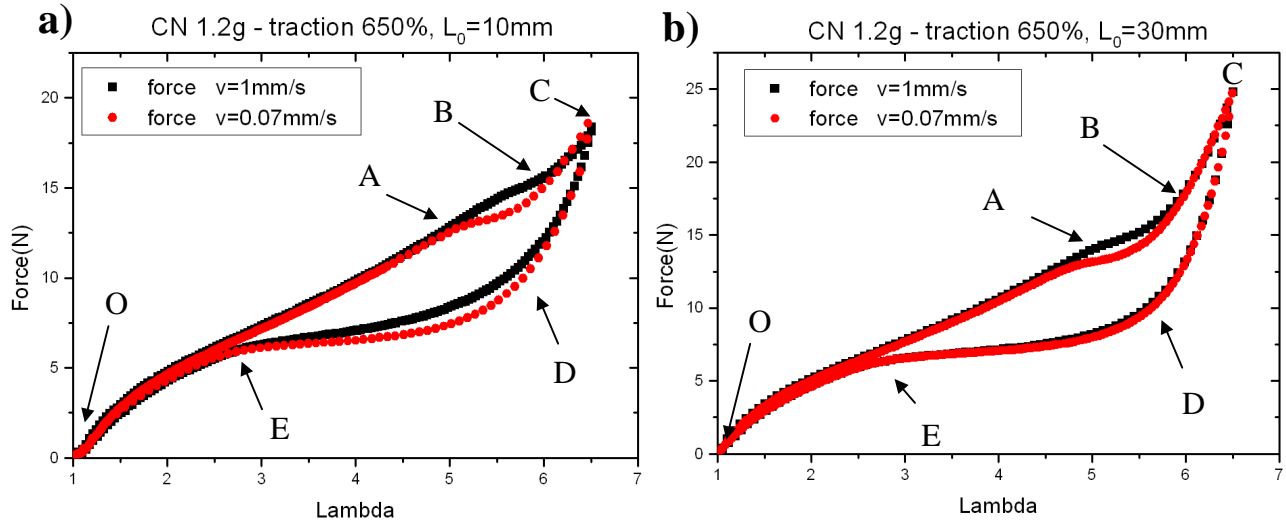 a)
CN 1.2g - traction 650%, L₀=10mm
force v=1mm/s
force v=0.07mm/s
Force(N)
20
15
10
5
0
O
A
B
C
D
E
1 2 3 4 5 6 7
Lambda
b)
CN 1.2g - traction 650%, L₀=30mm
force v=1mm/s
force v=0.07mm/s
Force(N)
25
20
15
10
5
0
O
A
B
C
D
E
1 2 3 4 5 6 7
Lambda